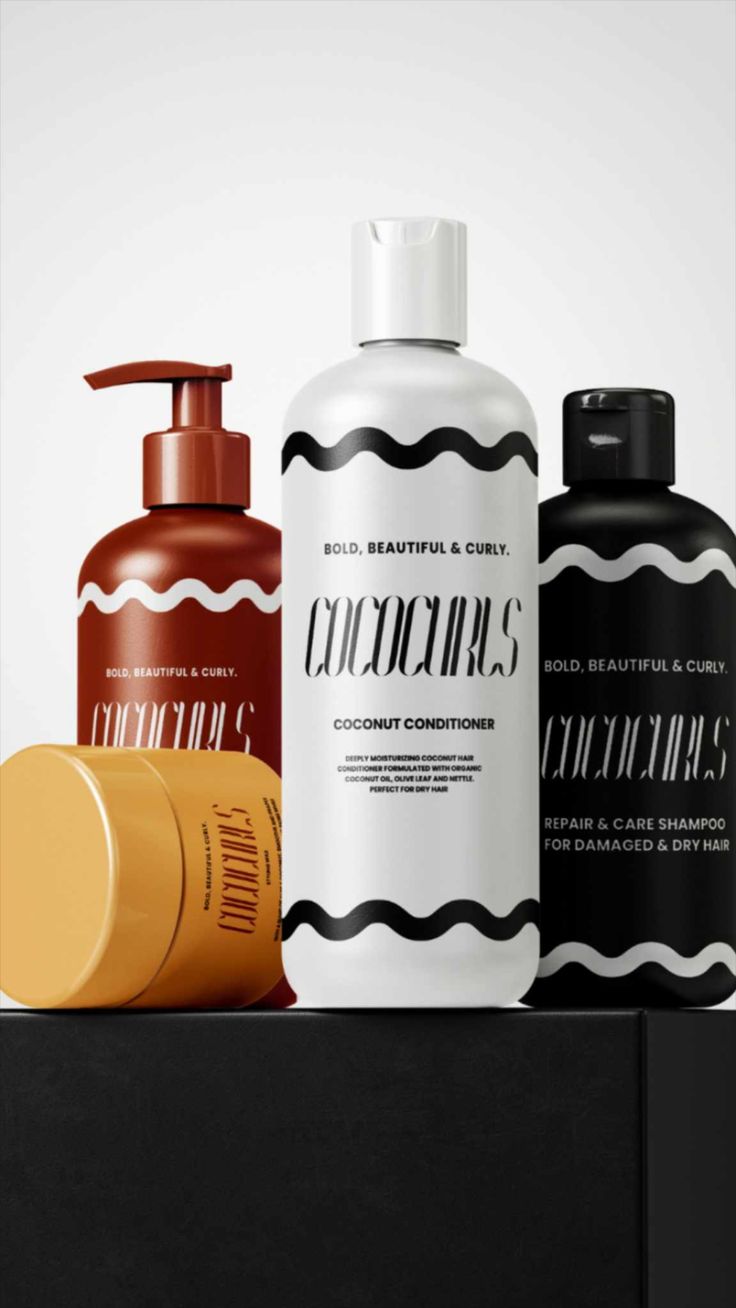 BOLD, BEAUTIFUL & CURLY.
COCOCURLS
COCONUT CONDITIONER
DEEPLY MOISTURIZING COCONUT HAIR
CONDITIONER FORMULATED WITH ORGANIC
COCONUT OIL, OLIVE LEAF AND NETTLE.
PERFECT FOR DRY HAIR
BOLD, BEAUTIFUL & CURLY.
COCOCURLS
BOLD, BEAUTIFUL & CURLY.
COCOCURLS
STYLING WAX
BOLD, BEAUTIFUL & CURLY.
COCOCURLS
REPAIR & CARE SHAMPOO
FOR DAMAGED & DRY HAIR